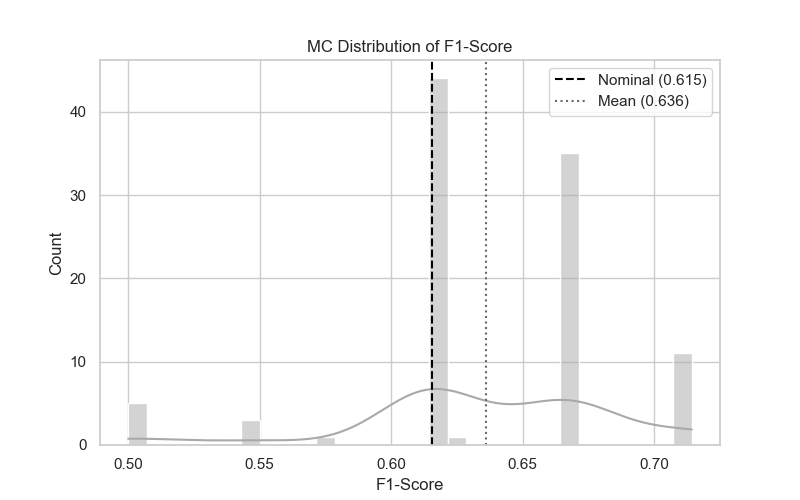 MC Distribution of F1-Score
Nominal (0.615)
Mean (0.636)
Count
40
30
20
10
0
0.50 0.55 0.60 0.65 0.70
F1-Score